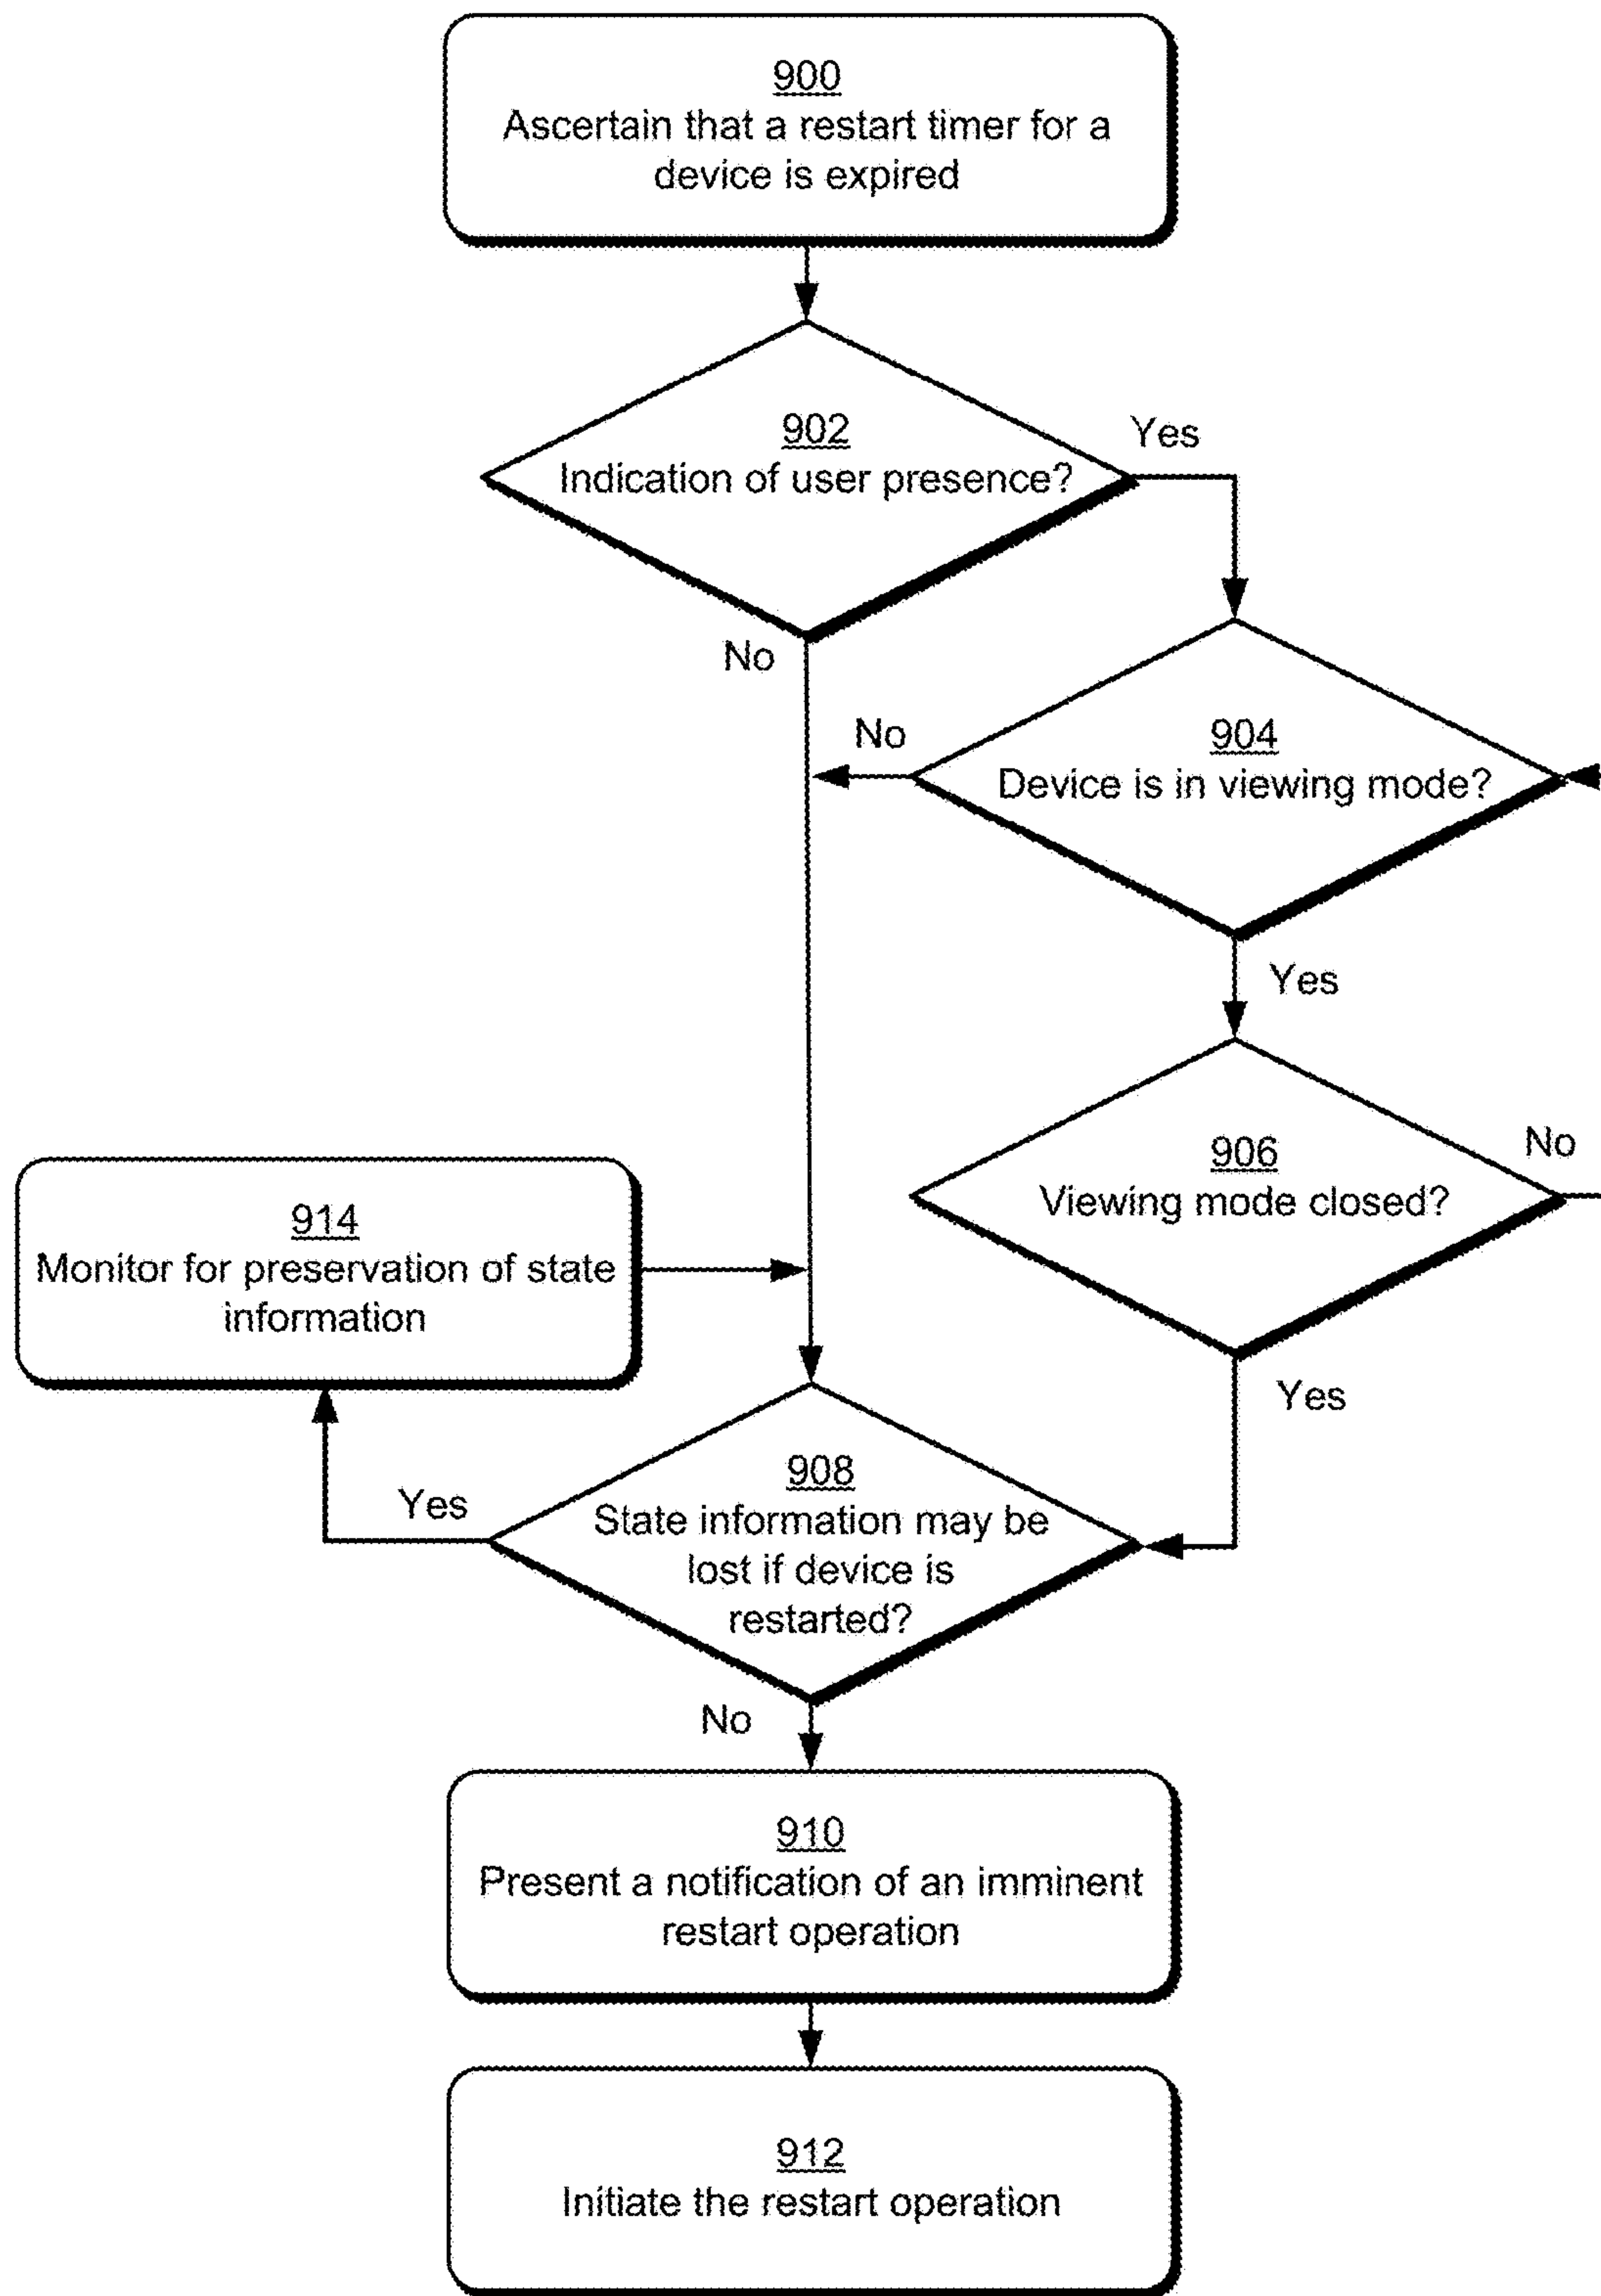 900
Ascertain that a restart timer for a
device is expired
902
Indication of user presence?
Yes
No
904
Device is in viewing mode?
No
Yes
906
Viewing mode closed?
No
Yes
914
Monitor for preservation of state
information
908
State information may be
lost if device is
restarted?
Yes
No
910
Present a notification of an imminent
restart operation
912
Initiate the restart operation